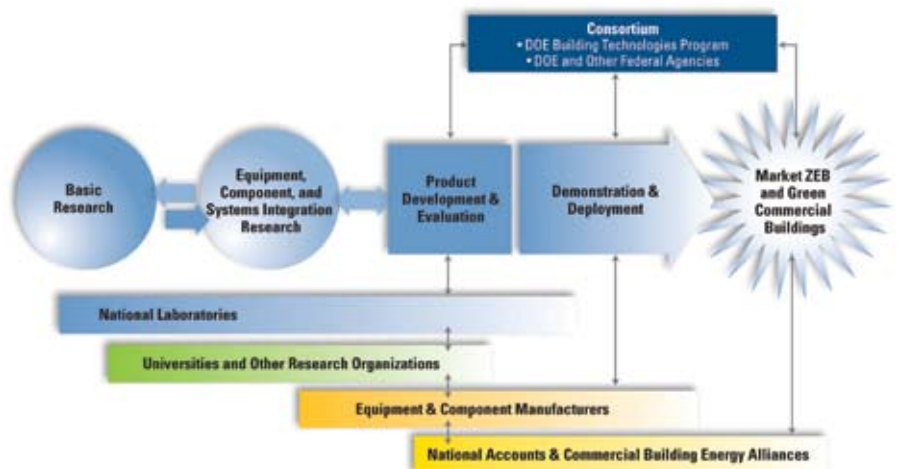 Consortium
• DOE Building Technologies Program
• DOE and Other Federal Agencies
Basic
Research
Equipment,
Component, and
Systems Integration
Research
Product
Development &
Evaluation
Demonstration &
Deployment
Market ZEB
and Green
Commercial
Buildings
National Laboratories
Universities and Other Research Organizations
Equipment & Component Manufacturers
National Accounts & Commercial Building Energy Alliances